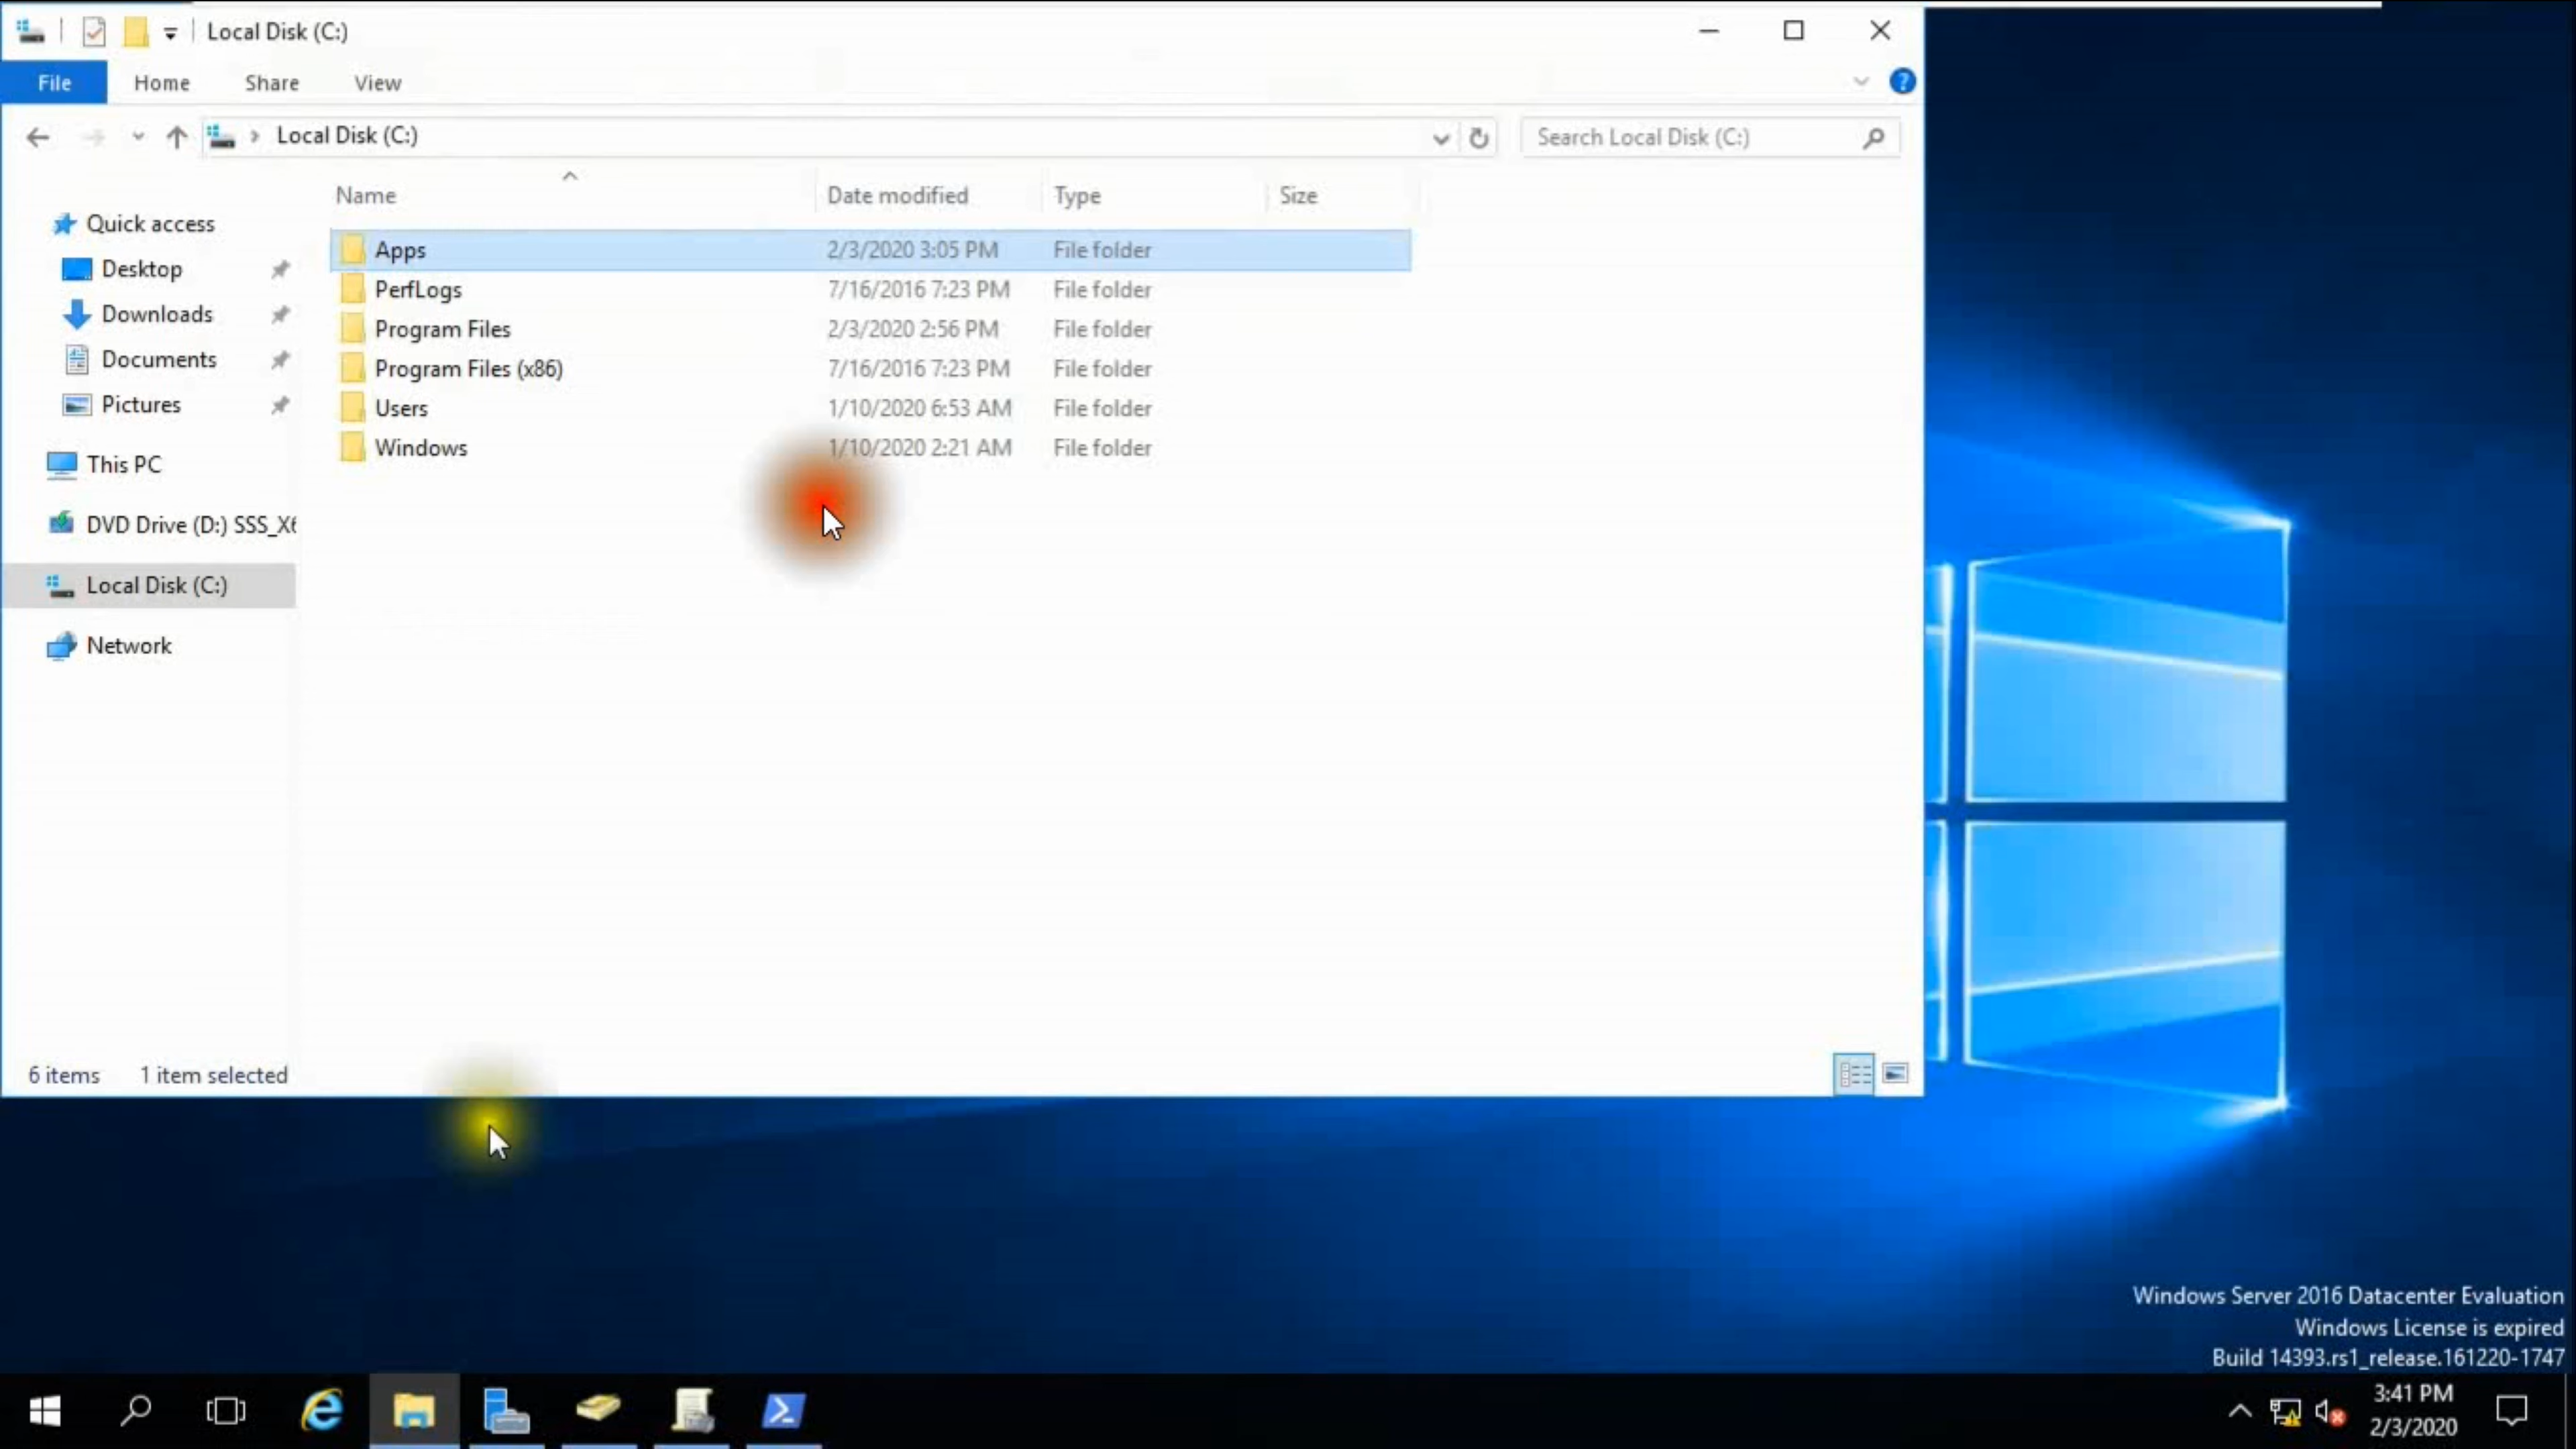 Local Disk (C:)
File Home Share View
Local Disk (C:)
Search Local Disk (C:)
Name Date modified Type Size
Quick access
Desktop
Downloads
Documents
Pictures
This PC
DVD Drive (D:) SSS_X6
Local Disk (C:)
Network
Apps 2/3/2020 3:05 PM File folder
PerfLogs 7/16/2016 7:23 PM File folder
Program Files 2/3/2020 2:56 PM File folder
Program Files (x86) 7/16/2016 7:23 PM File folder
Users 1/10/2020 6:53 AM File folder
Windows 1/10/2020 2:21 AM File folder
6 items 1 item selected
Windows Server 2016 Datacenter Evaluation
Windows License is expired
Build 14393.rs1_release.161220-1747
3:41 PM
2/3/2020